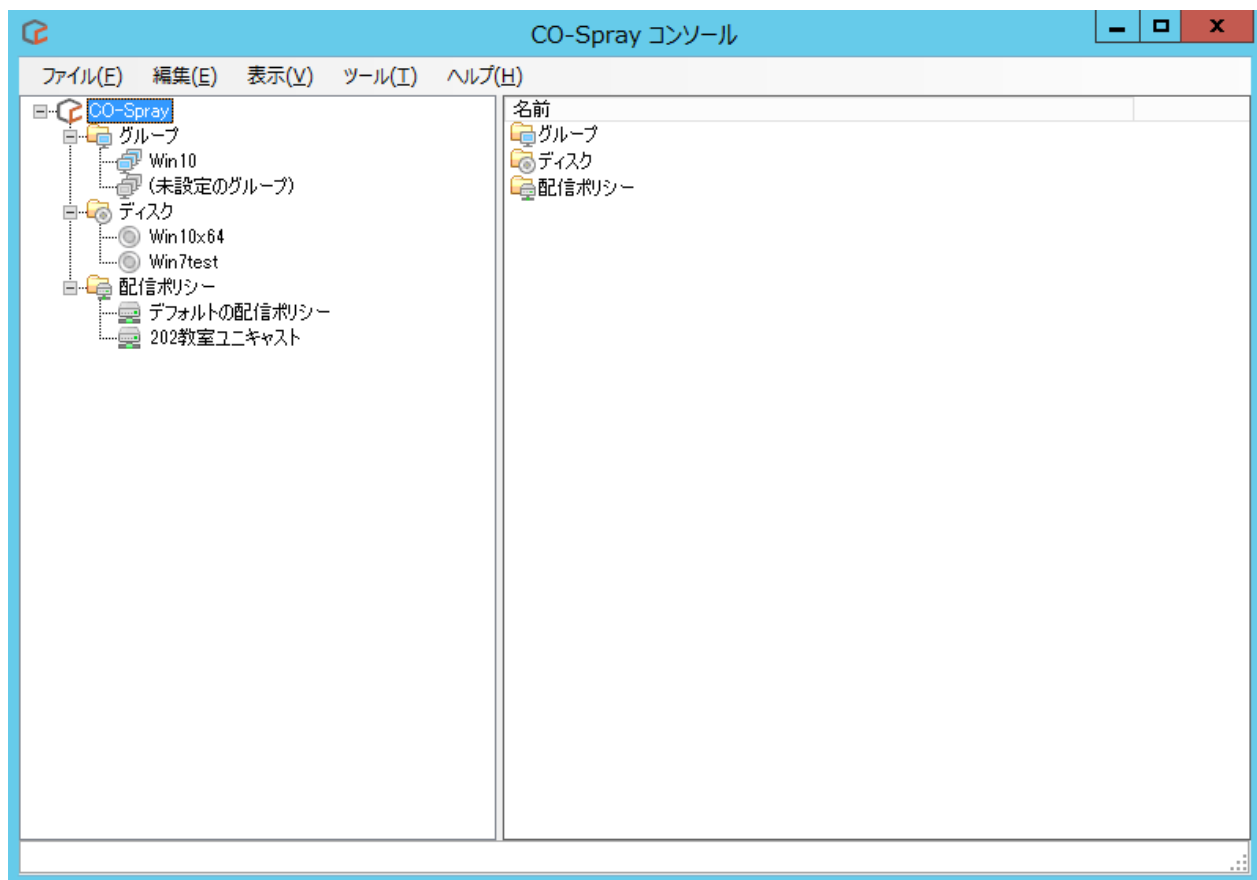 CO-Spray コンソール
ファイル(F) 編集(E) 表示(V) ツール(T) ヘルプ(H)
CO-Spray
グループ
Win10
(未設定のグループ)
ディスク
Win10x64
Win7test
配信ポリシー
デフォルトの配信ポリシー
202教室ユニキャスト
名前
グループ
ディスク
配信ポリシー